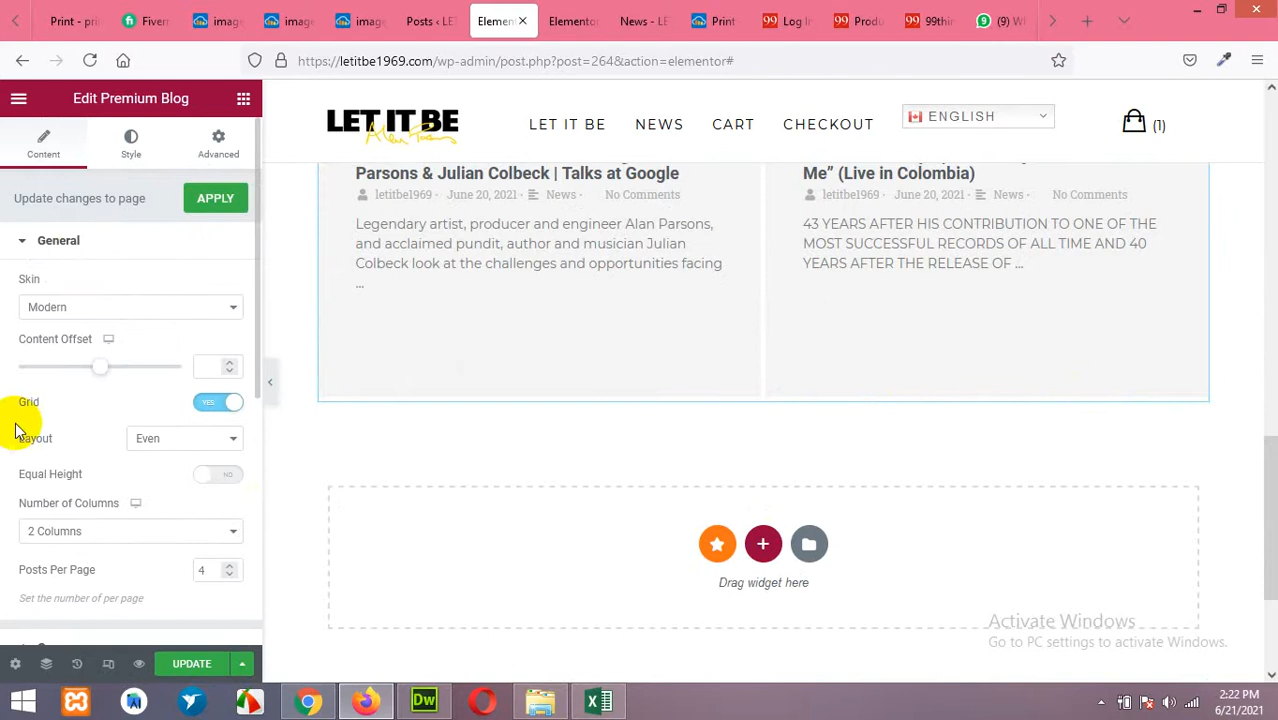 Print - pri
Fiverr
image
image
image
Posts ‹ LET
Element
Elementor
News - LE
Print
Log in
Produ
99thin
(9) W
https://letitbe1969.com/wp-admin/post.php?post=264&action=elementor#
Edit Premium Blog
Content
Style
Advanced
Update changes to page
APPLY
General
Skin
Modern
Content Offset
Grid
YES
Layout
Even
Equal Height
NO
Number of Columns
2 Columns
Posts Per Page
4
Set the number of per page
UPDATE
LET IT BE
LET IT BE
NEWS
CART
CHECKOUT
ENGLISH
(1)
Parsons & Julian Colbeck | Talks at Google
letitbe1969 · June 20, 2021 · News · No Comments
Legendary artist, producer and engineer Alan Parsons,
and acclaimed pundit, author and musician Julian
Colbeck look at the challenges and opportunities facing
...
Me” (Live in Colombia)
letitbe1969 · June 20, 2021 · News · No Comments
43 YEARS AFTER HIS CONTRIBUTION TO ONE OF THE
MOST SUCCESSFUL RECORDS OF ALL TIME AND 40
YEARS AFTER THE RELEASE OF ...
Drag widget here
Activate Windows
Go to PC settings to activate Windows.
Dw
2:22 PM
6/21/2021